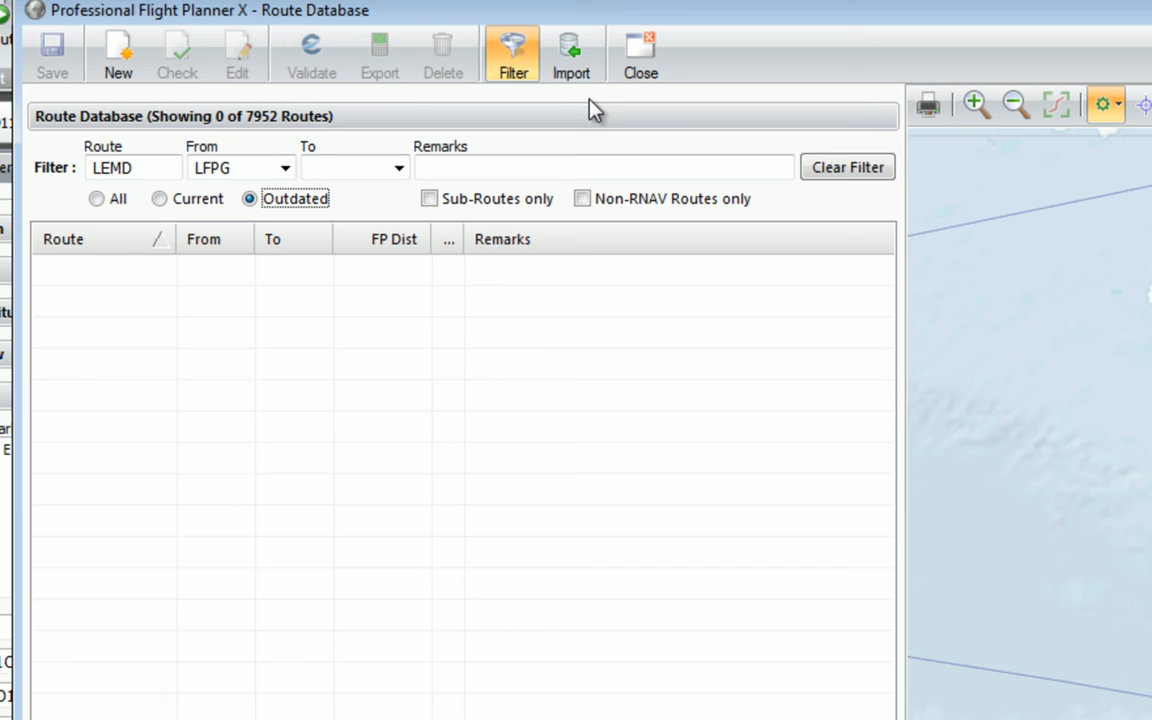 Professional Flight Planner X - Route Database
Save New Check Edit Validate Export Delete Filter Import Close
Route Database (Showing 0 of 7952 Routes)
Route From To Remarks
Filter : LEMD LFPG Clear Filter
All Current Outdated Sub-Routes only Non-RNAV Routes only
Route From To FP Dist ... Remarks